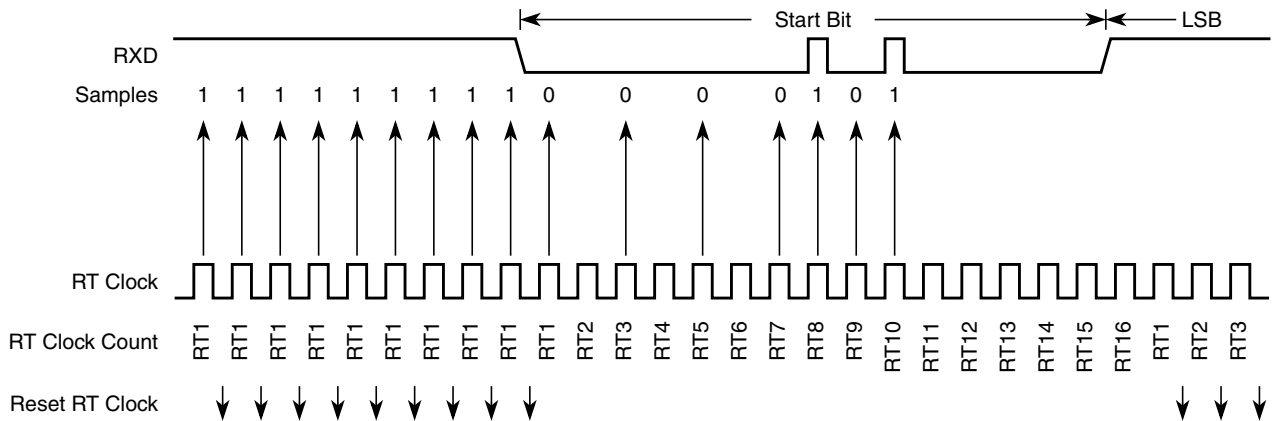 Start Bit LSB
RXD
Samples 1 1 1 1 1 1 1 1 1 0 0 0 0 1 0 1
RT Clock
RT Clock Count RT1 RT1 RT1 RT1 RT1 RT1 RT1 RT1 RT1 RT1 RT2 RT3 RT4 RT5 RT6 RT7 RT8 RT9 RT10 RT11 RT12 RT13 RT14 RT15 RT16 RT1 RT2 RT3
Reset RT Clock